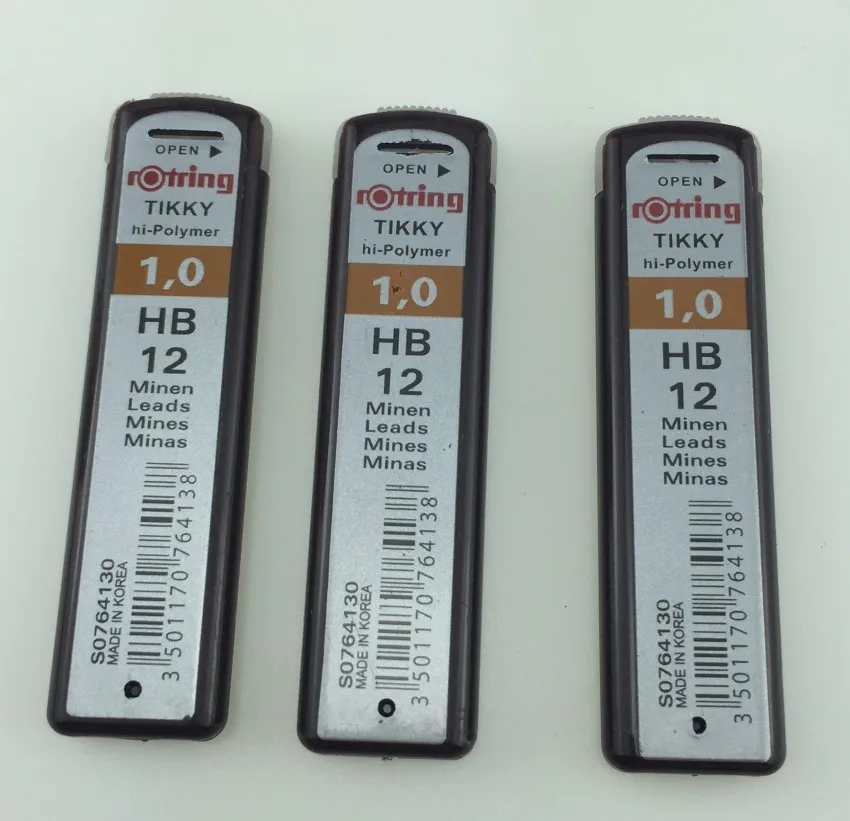 OPEN ▶
rotring
TIKKY
hi-Polymer
1,0
HB
12
Minen
Leads
Mines
Minas
S0764130
MADE IN KOREA
3 501170 764138
OPEN ▶
rotring
TIKKY
hi-Polymer
1,0
HB
12
Minen
Leads
Mines
Minas
S0764130
MADE IN KOREA
3 501170 764138
OPEN ▶
rotring
TIKKY
hi-Polymer
1,0
HB
12
Minen
Leads
Mines
Minas
S0764130
MADE IN KOREA
3 501170 764138